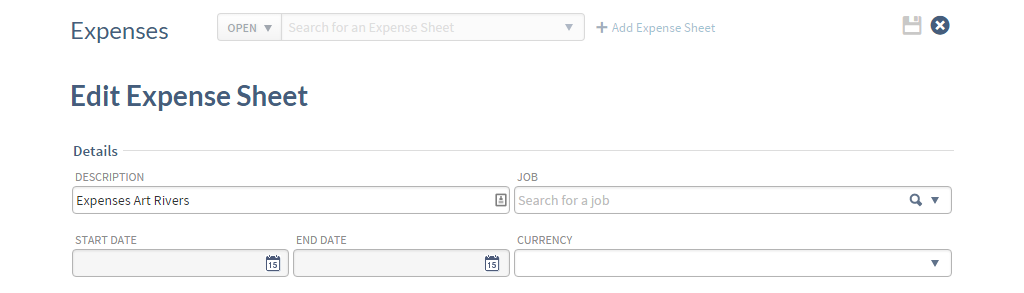 Expenses
OPEN
Search for an Expense Sheet
Add Expense Sheet
Edit Expense Sheet
Details
DESCRIPTION
JOB
Expenses Art Rivers
Search for a job
START DATE
END DATE
CURRENCY
15
15